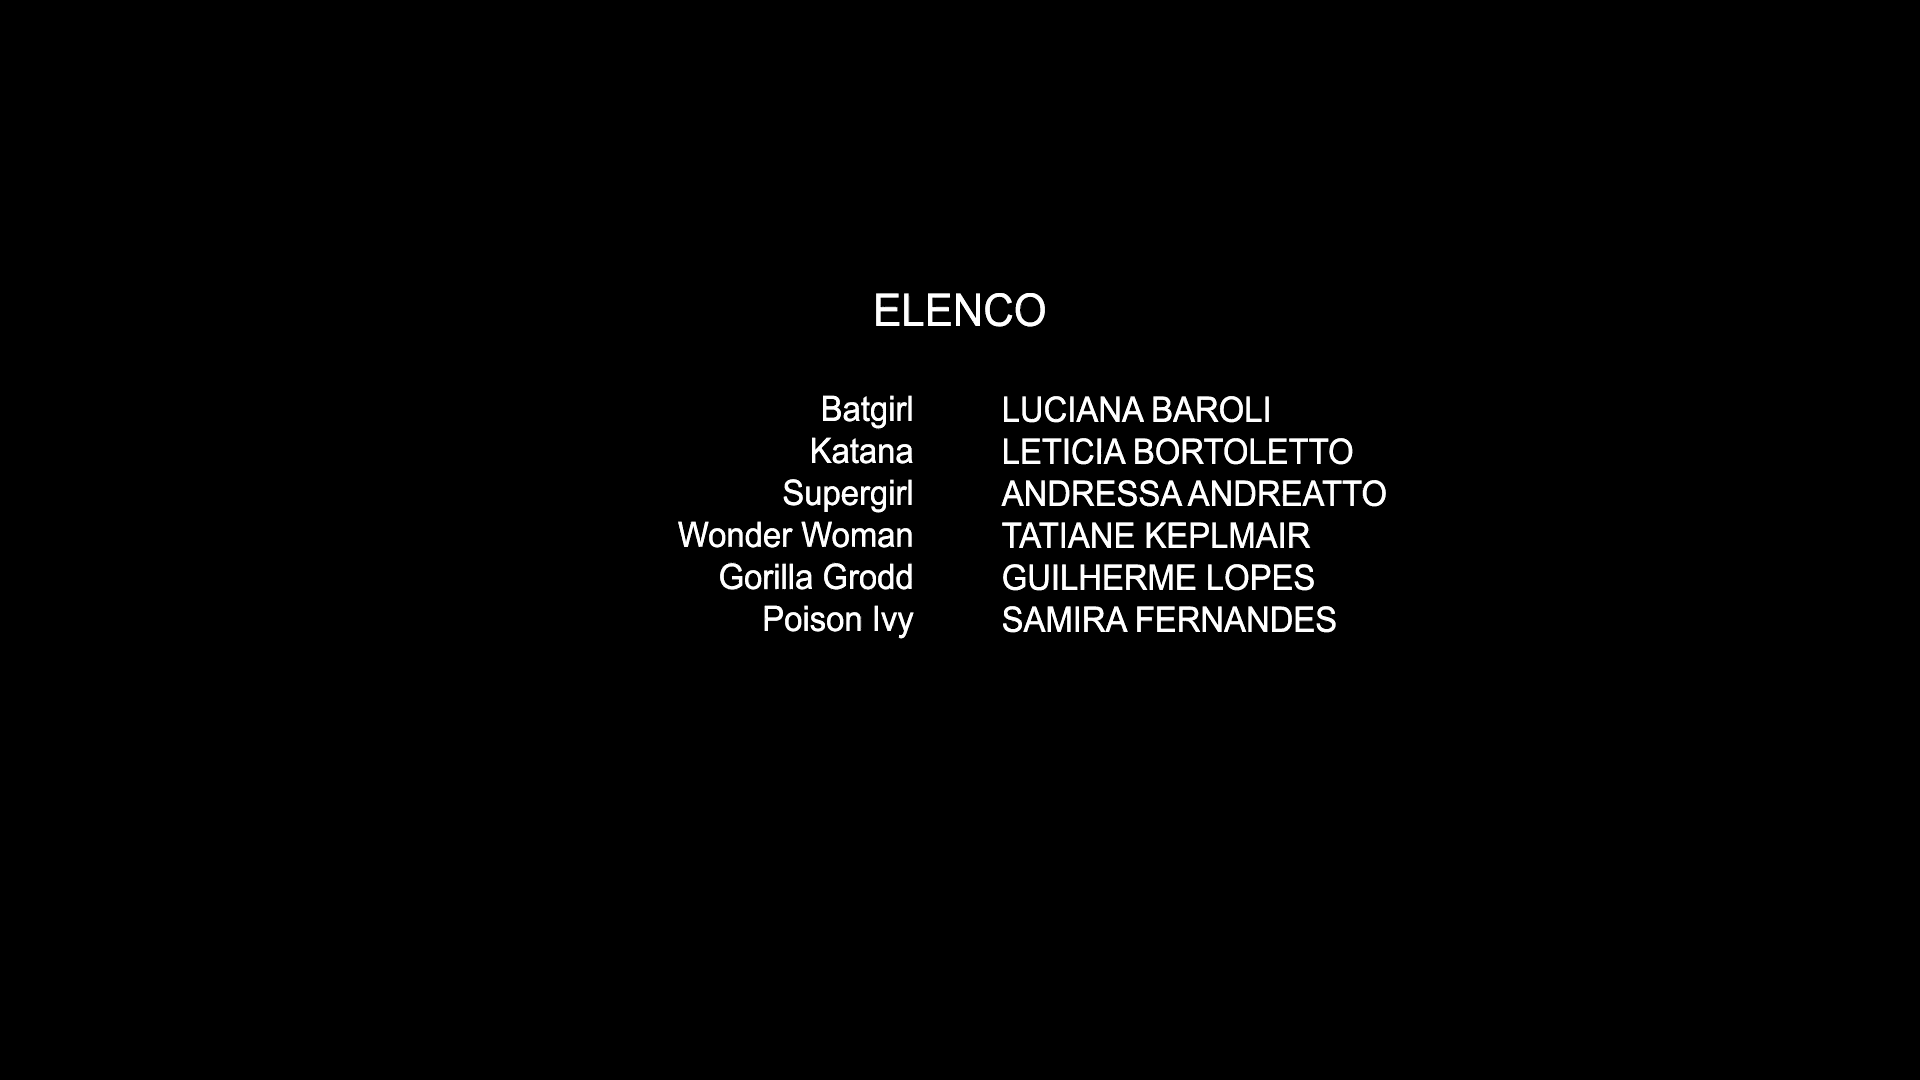 ELENCO
Batgirl LUCIANA BAROLI
Katana LETICIA BORTOLETTO
Supergirl ANDRESSA ANDREATTO
Wonder Woman TATIANE KEPLMAIR
Gorilla Grodd GUILHERME LOPES
Poison Ivy SAMIRA FERNANDES